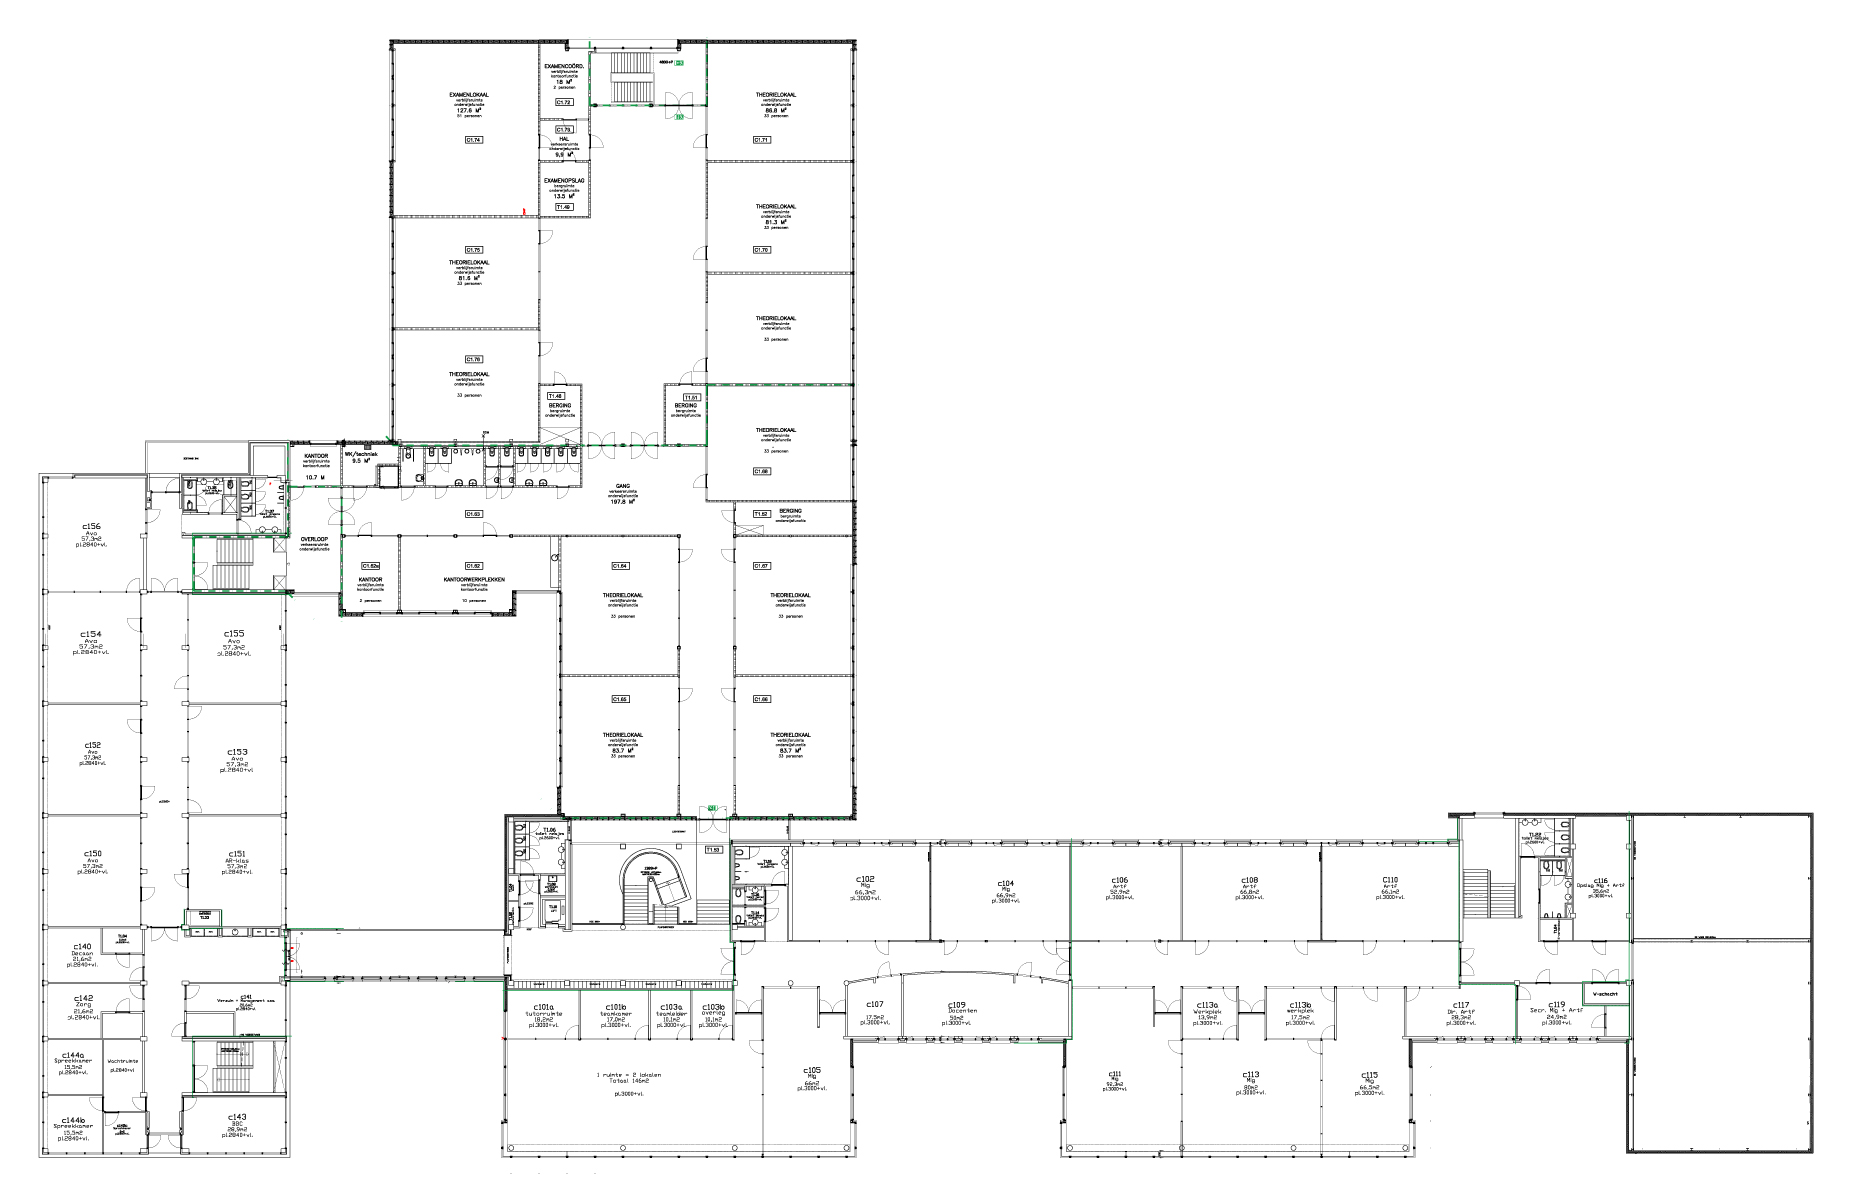 EXAMENLOKAAL
verblijfsruimte
onderwijsfunctie
127.6 M²
51 personen
C1.74
EXAMENCOÖRD.
verblijfsruimte
kantoorfunctie
18 M²
2 personen
C1.72
C1.73
HAL
verkeersruimte
onderwijsfunctie
9.9 M²
EXAMENOPSLAG
bergruimte
onderwijsfunctie
13.5 M²
T1.49
THEORIELOKAAL
verblijfsruimte
onderwijsfunctie
86.8 M²
33 personen
C1.71
THEORIELOKAAL
verblijfsruimte
onderwijsfunctie
81.3 M²
33 personen
C1.70
C1.75
THEORIELOKAAL
verblijfsruimte
onderwijsfunctie
81.6 M²
33 personen
THEORIELOKAAL
verblijfsruimte
onderwijsfunctie
33 personen
C1.76
THEORIELOKAAL
verblijfsruimte
onderwijsfunctie
33 personen
T1.48
BERGING
bergruimte
onderwijsfunctie
T1.51
BERGING
bergruimte
onderwijsfunctie
THEORIELOKAAL
verblijfsruimte
onderwijsfunctie
33 personen
C1.68
KANTOOR
verblijfsruimte
kantoorfunctie
10.7 M
WK/techniek
9.5 M²
GANG
verkeersruimte
onderwijsfunctie
197.8 M²
C1.63
T1.52
BERGING
bergruimte
onderwijsfunctie
OVERLOOP
verkeersruimte
onderwijsfunctie
C1.62a
KANTOOR
verblijfsruimte
kantoorfunctie
2 personen
C1.62
KANTOORWERKPLEKKEN
verblijfsruimte
kantoorfunctie
10 personen
C1.64
THEORIELOKAAL
verblijfsruimte
onderwijsfunctie
33 personen
C1.67
THEORIELOKAAL
verblijfsruimte
onderwijsfunctie
33 personen
C1.65
THEORIELOKAAL
verblijfsruimte
onderwijsfunctie
83.7 M²
33 personen
C1.66
THEORIELOKAAL
verblijfsruimte
onderwijsfunctie
83.7 M²
33 personen
c156
Avo
57,3m2
pl.2840+vl.
c154
Avo
57,3m2
pl.2840+vl.
c155
Avo
57,3m2
pl.2840+vl.
c152
Avo
57,3m2
pl.2840+vl.
c153
Avo
57,3m2
pl.2840+vl.
c150
Avo
57,3m2
pl.2840+vl.
c151
AB-klas
57,3m2
pl.2840+vl.
c140
Decaan
21,6m2
pl.2840+vl.
c142
Zorg
21,6m2
pl.2840+vl.
c141
c144a
Spreekkamer
15,5m2
pl.2840+vl.
Wachtruimte
pl.2840+vl.
c144b
Spreekkamer
15,5m2
pl.2840+vl.
c143
BBC
28,9m2
pl.2840+vl.
T1.06
T1.53
c102
Mlg
66,3m2
pl.3000+vl.
c104
Mlg
66,9m2
pl.3000+vl.
c106
Artf
52,9m2
pl.3000+vl.
c108
Artf
66,8m2
pl.3000+vl.
C110
Artf
66,1m2
pl.3000+vl.
T1.22
c116
Opslag Mlg + Artf
35,6m2
pl.3000+vl.
c101a
tutorruimte
18,2m2
pl.3000+vl.
c101b
teamkamer
17,0m2
pl.3000+vl.
c103a
teamleider
10,1m2
pl.3000+vl.
c103b
overleg
10,1m2
pl.3000+vl.
c107
17,5m2
pl.3000+vl.
c109
Docenten
50m2
pl.3000+vl.
c113a
Werkplek
13,9m2
pl.3000+vl.
c113b
werkplek
17,5m2
pl.3000+vl.
c117
Dir. Artf
28,3m2
pl.3000+vl.
c119
Secr. Mlg + Artf
24,9m2
pl.3000+vl.
V-schacht
1 ruimte = 2 lokalen
Totaal 146m2
pl.3000+vl.
c105
Mlg
66m2
pl.3000+vl.
c111
Mlg
92,3m2
pl.3000+vl.
c113
Mlg
80m2
pl.3000+vl.
c115
Mlg
66,5m2
pl.3000+vl.